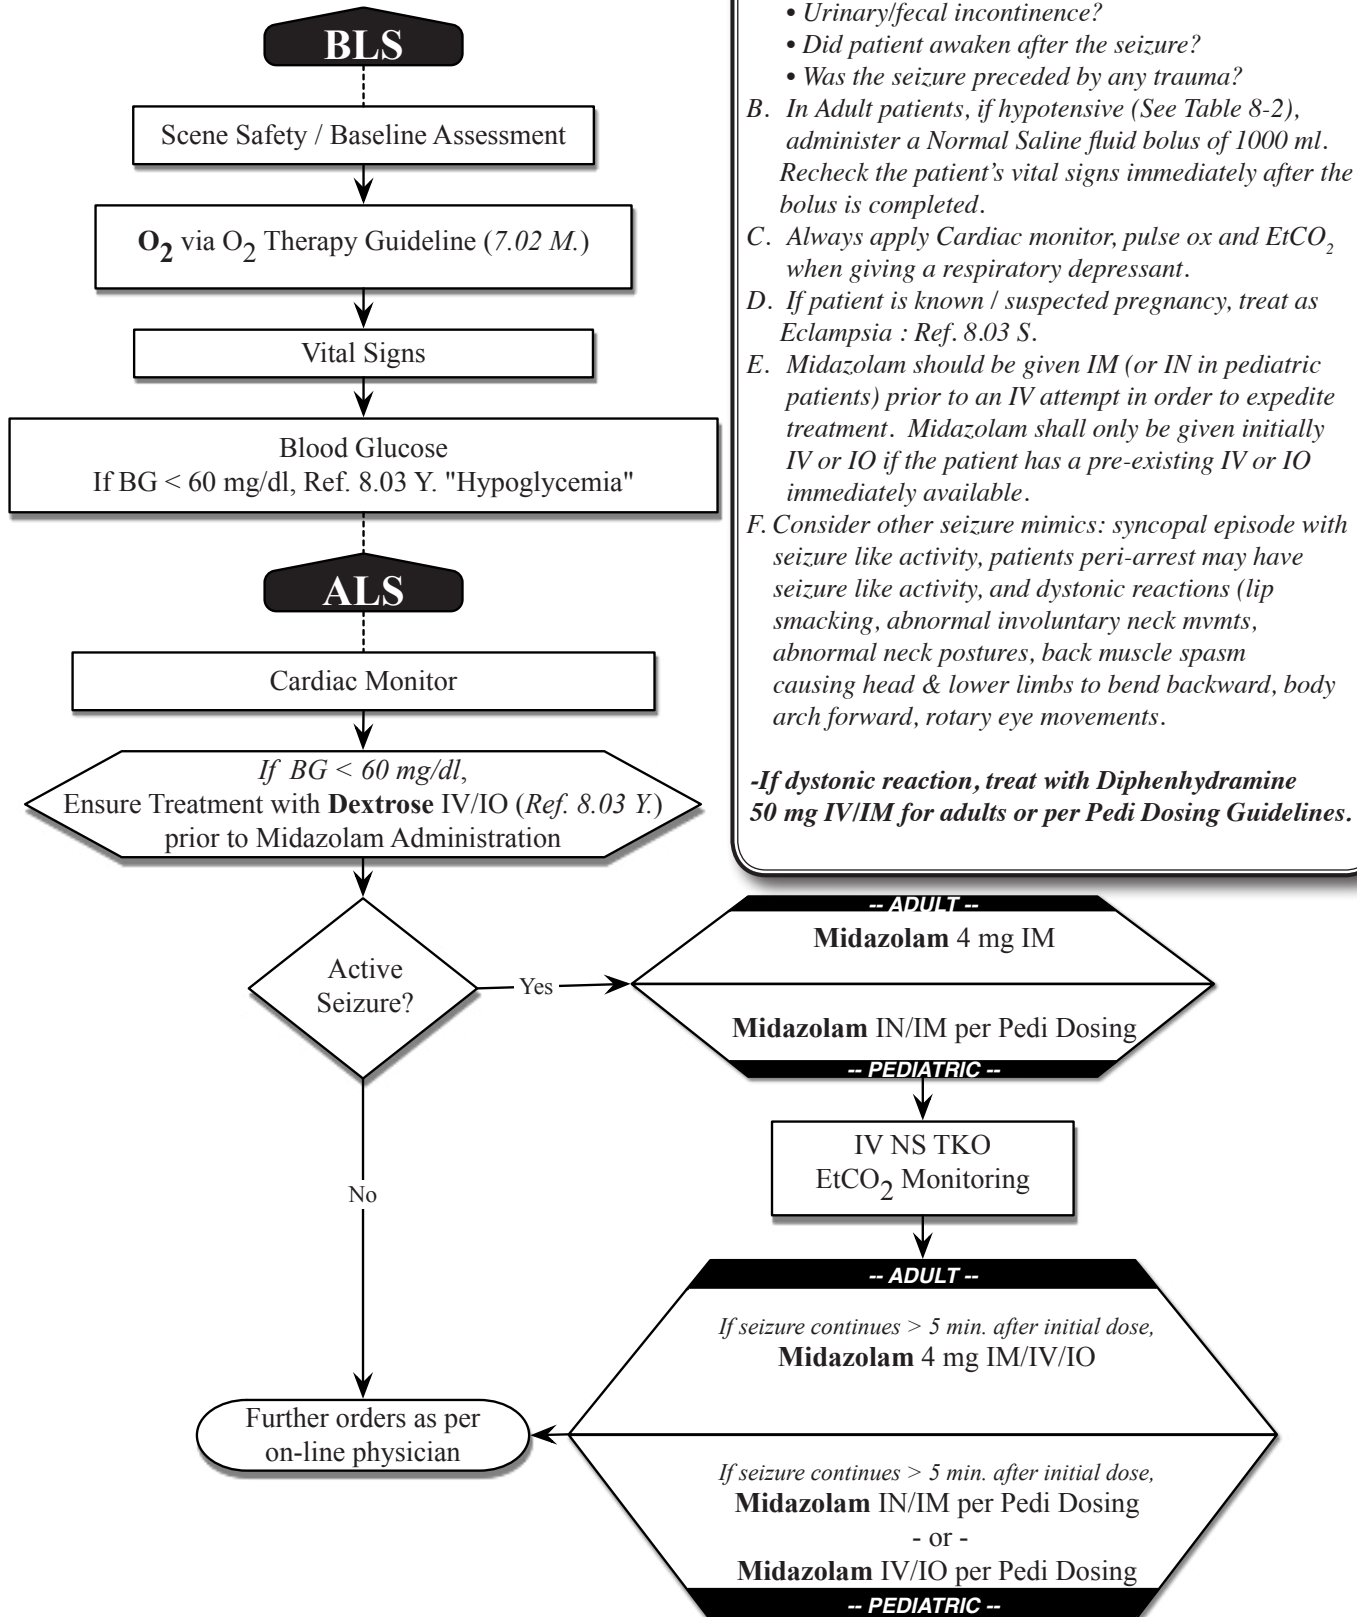 BLS
Scene Safety / Baseline Assessment
O2 via O2 Therapy Guideline (7.02 M.)
Vital Signs
Blood Glucose
If BG < 60 mg/dl, Ref. 8.03 Y. "Hypoglycemia"
ALS
Cardiac Monitor
If BG < 60 mg/dl,
Ensure Treatment with Dextrose IV/IO (Ref. 8.03 Y.)
prior to Midazolam Administration
Active
Seizure?
Yes
No
• Urinary/fecal incontinence?
• Did patient awaken after the seizure?
• Was the seizure preceded by any trauma?
B. In Adult patients, if hypotensive (See Table 8-2),
administer a Normal Saline fluid bolus of 1000 ml.
Recheck the patient's vital signs immediately after the
bolus is completed.
C. Always apply Cardiac monitor, pulse ox and EtCO2
when giving a respiratory depressant.
D. If patient is known / suspected pregnancy, treat as
Eclampsia : Ref. 8.03 S.
E. Midazolam should be given IM (or IN in pediatric
patients) prior to an IV attempt in order to expedite
treatment. Midazolam shall only be given initially
IV or IO if the patient has a pre-existing IV or IO
immediately available.
F. Consider other seizure mimics: syncopal episode with
seizure like activity, patients peri-arrest may have
seizure like activity, and dystonic reactions (lip
smacking, abnormal involuntary neck mvmts,
abnormal neck postures, back muscle spasm
causing head & lower limbs to bend backward, body
arch forward, rotary eye movements.
-If dystonic reaction, treat with Diphenhydramine
50 mg IV/IM for adults or per Pedi Dosing Guidelines.
-- ADULT --
Midazolam 4 mg IM
Midazolam IN/IM per Pedi Dosing
-- PEDIATRIC --
IV NS TKO
EtCO2 Monitoring
-- ADULT --
If seizure continues > 5 min. after initial dose,
Midazolam 4 mg IM/IV/IO
If seizure continues > 5 min. after initial dose,
Midazolam IN/IM per Pedi Dosing
- or -
Midazolam IV/IO per Pedi Dosing
-- PEDIATRIC --
Further orders as per
on-line physician